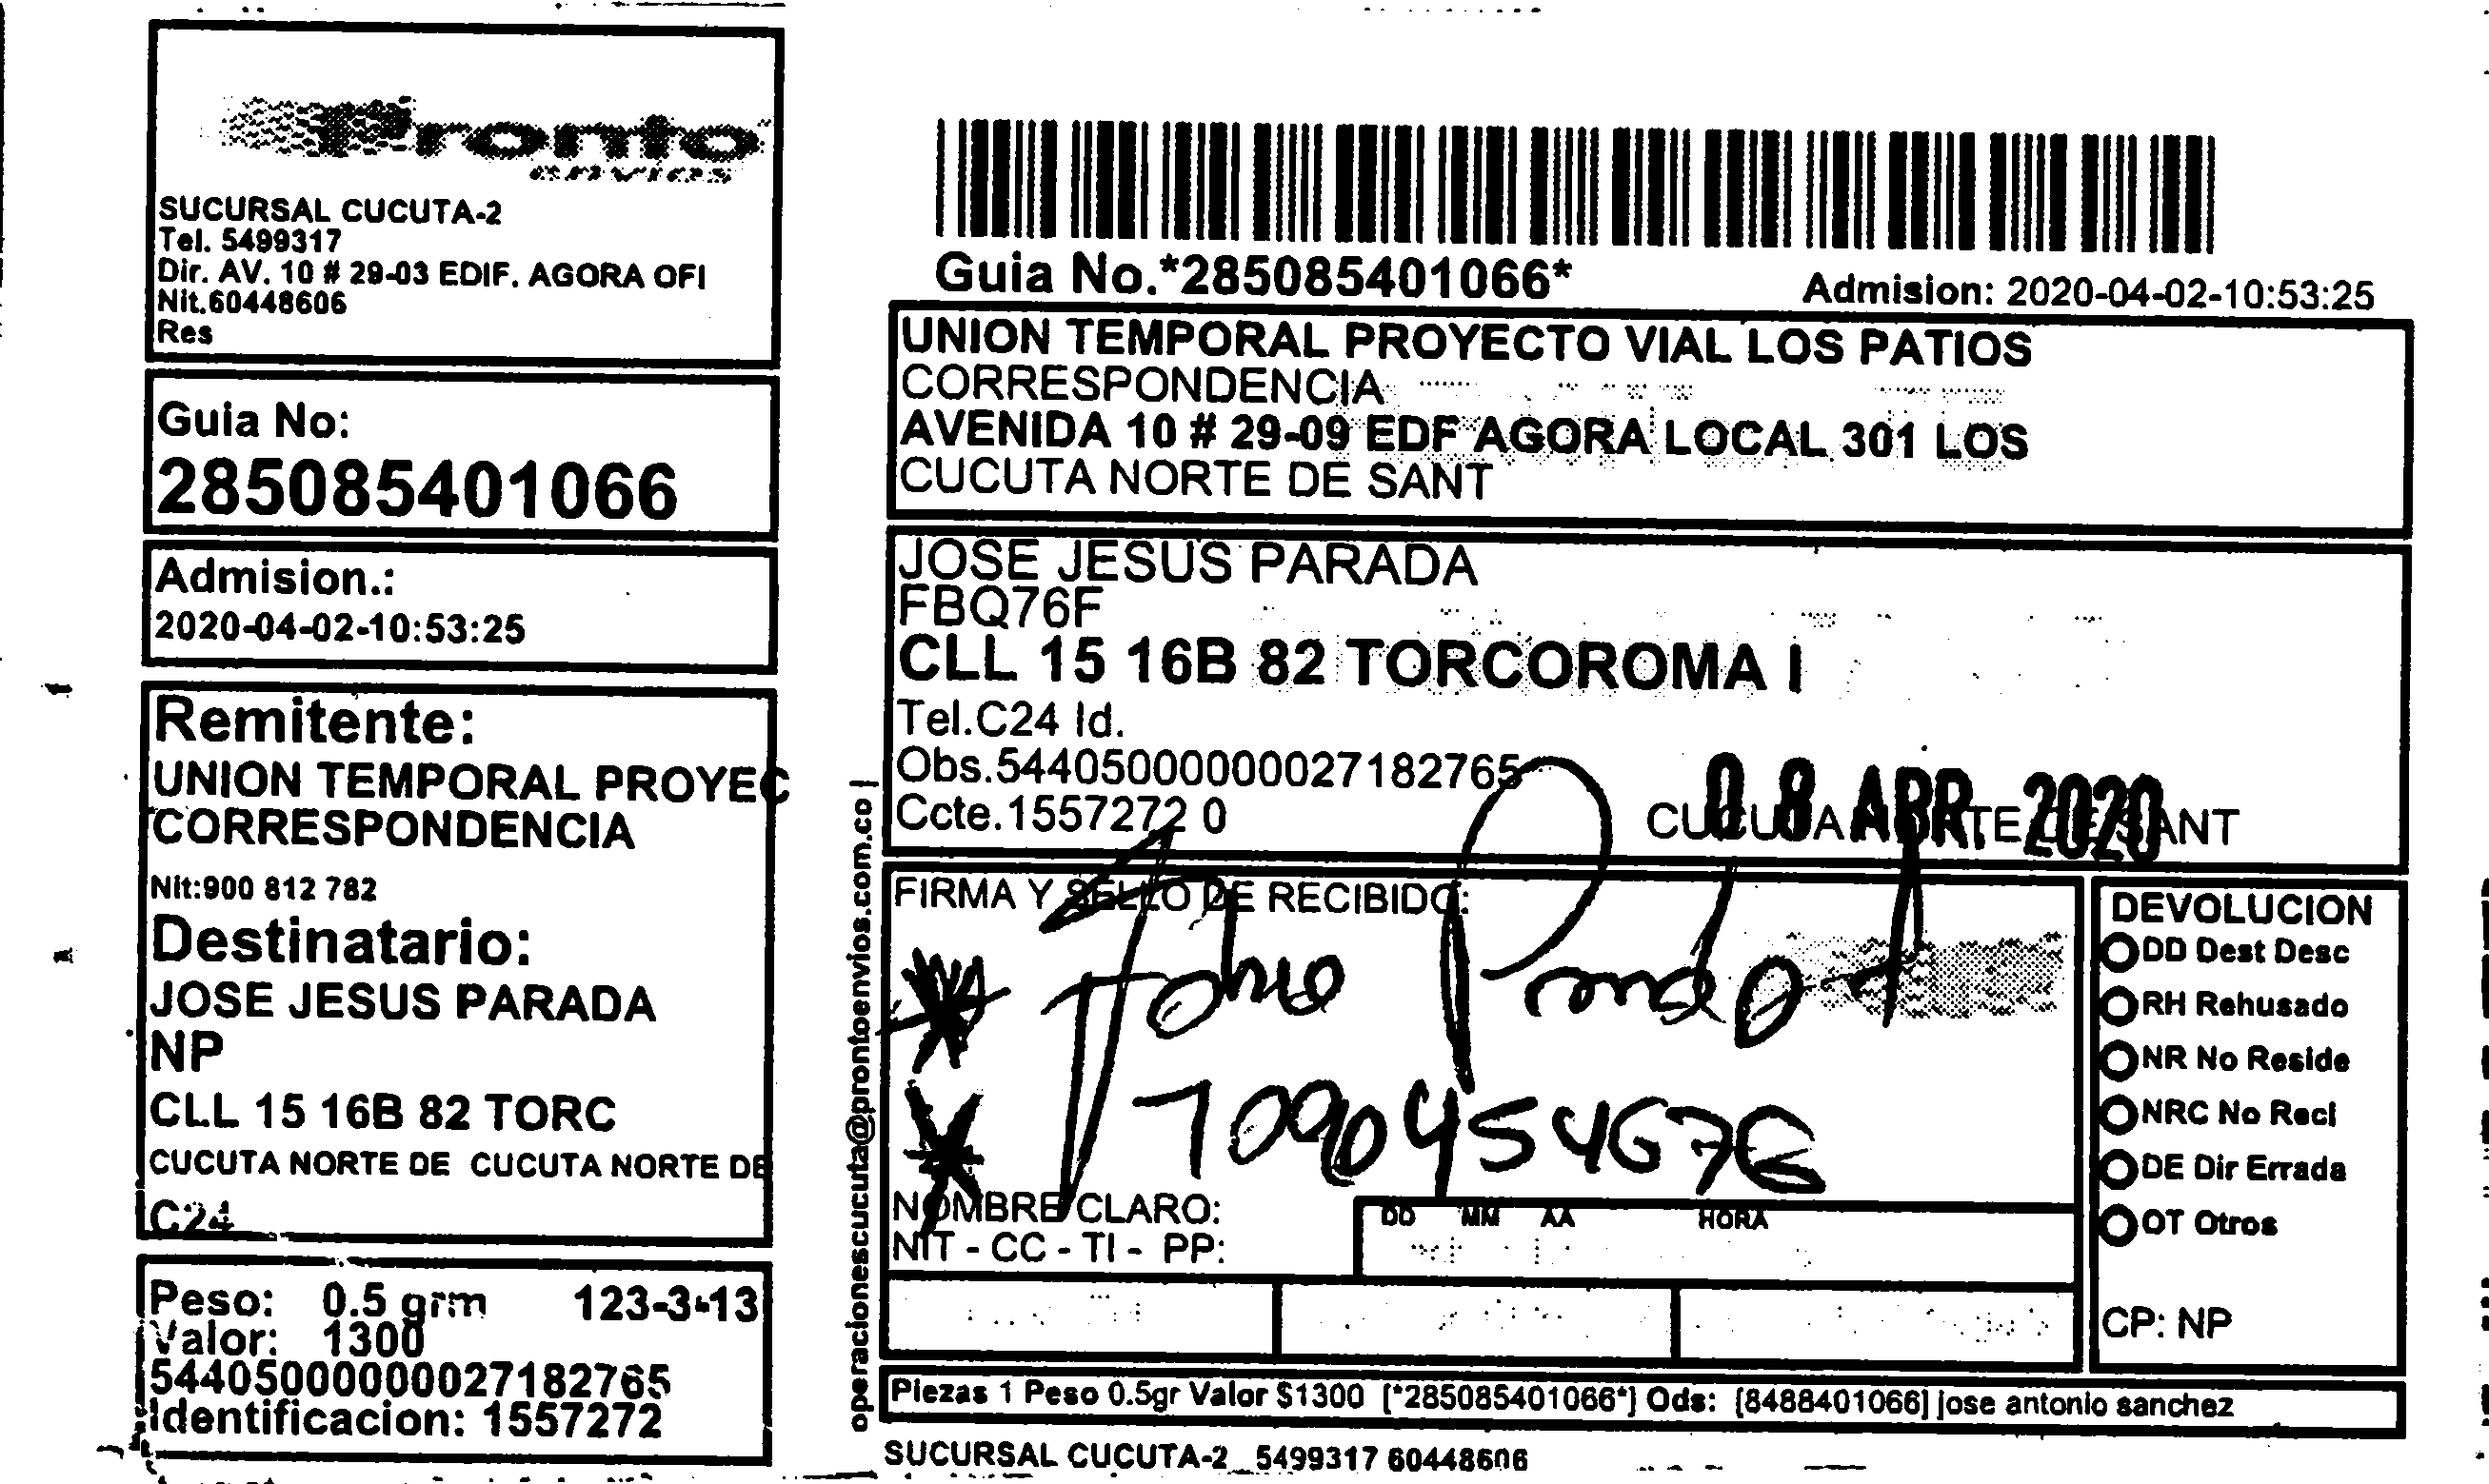 Pronto
envios
SUCURSAL CUCUTA-2
Tel. 5499317
Dir. AV. 10 # 29-03 EDIF. AGORA OFI
Nit.60448606
Res
Guia No:
285085401066
Admision.:
2020-04-02-10:53:25
Remitente:
UNION TEMPORAL PROYEC
CORRESPONDENCIA
Nit:900 812 782
Destinatario:
JOSE JESUS PARADA
NP
CLL 15 16B 82 TORC
CUCUTA NORTE DE CUCUTA NORTE DE
C24
Peso: 0.5 grm 123-3-13
Valor: 1300
544050000000027182765
Identificacion: 1557272
operacionescucuta@prontoenvios.com.co |
Guia No.*285085401066*
Admision: 2020-04-02-10:53:25
UNION TEMPORAL PROYECTO VIAL LOS PATIOS
CORRESPONDENCIA
AVENIDA 10 # 29-09 EDF AGORA LOCAL 301 LOS
CUCUTA NORTE DE SANT
JOSE JESUS PARADA
FBQ76F
CLL 15 16B 82 TORCOROMA I
Tel.C24 Id.
Obs.544050000000027182765
Ccte.1557272 0
CUCUTA NORTE DE SANT
08 ABR. 2020
FIRMA Y SELLO DE RECIBIDO:
1090454676
NOMBRE CLARO:
NIT - CC - TI - PP:
DD MM AA HORA
DEVOLUCION
DD Dest Desc
RH Rehusado
NR No Reside
NRC No Reci
DE Dir Errada
OT Otros
CP: NP
Piezas 1 Peso 0.5gr Valor $1300 [*285085401066*] Ods: [8488401066] jose antonio sanchez
SUCURSAL CUCUTA-2 5499317 60448606